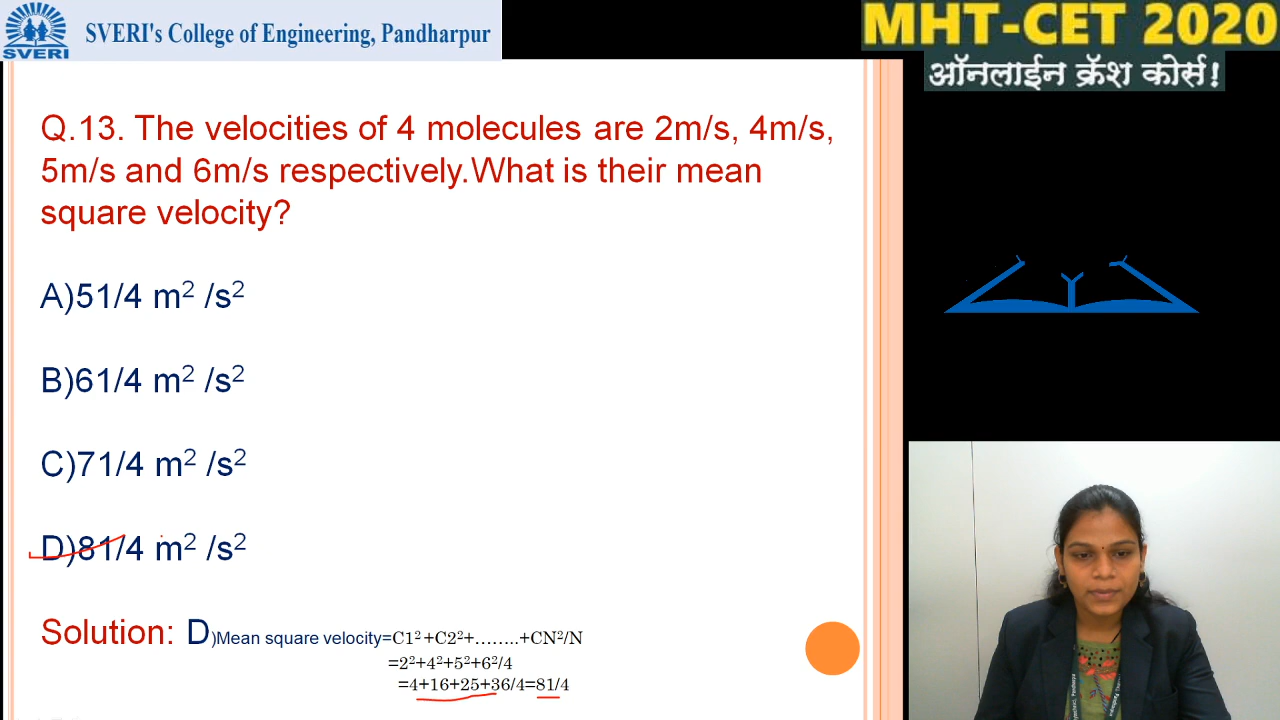 SVERI
SVERI's College of Engineering, Pandharpur
MHT-CET 2020
ऑनलाईन क्रॅश कोर्स!
Q.13. The velocities of 4 molecules are 2m/s, 4m/s,
5m/s and 6m/s respectively.What is their mean
square velocity?
A)51/4 m² /s²
B)61/4 m² /s²
C)71/4 m² /s²
D)81/4 m² /s²
Solution: D)Mean square velocity=C1²+C2²+........+CN²/N
=2²+4²+5²+6²/4
=4+16+25+36/4=81/4